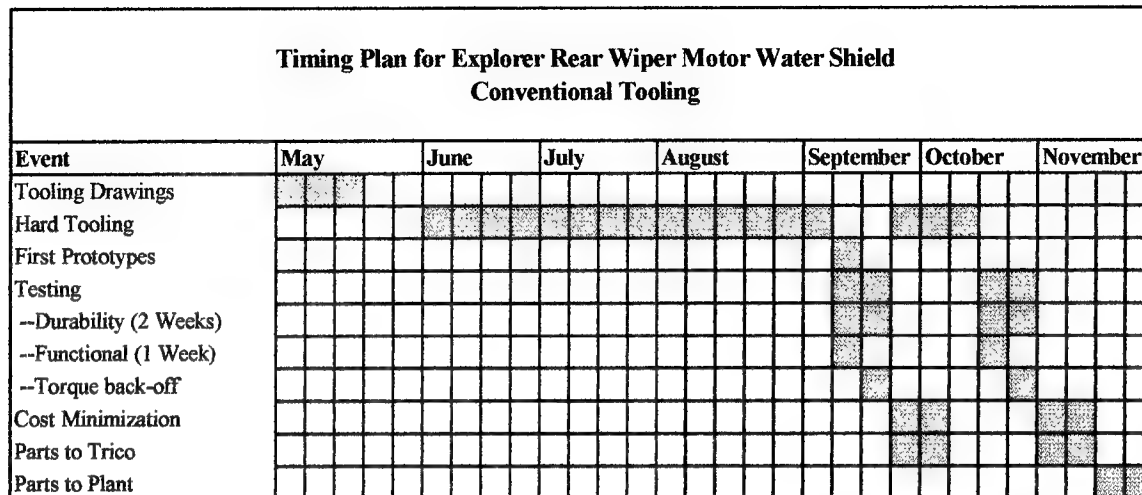 Timing Plan for Explorer Rear Wiper Motor Water Shield
Conventional Tooling
Event May June July August September October November
Tooling Drawings
Hard Tooling
First Prototypes
Testing
--Durability (2 Weeks)
--Functional (1 Week)
--Torque back-off
Cost Minimization
Parts to Trico
Parts to Plant